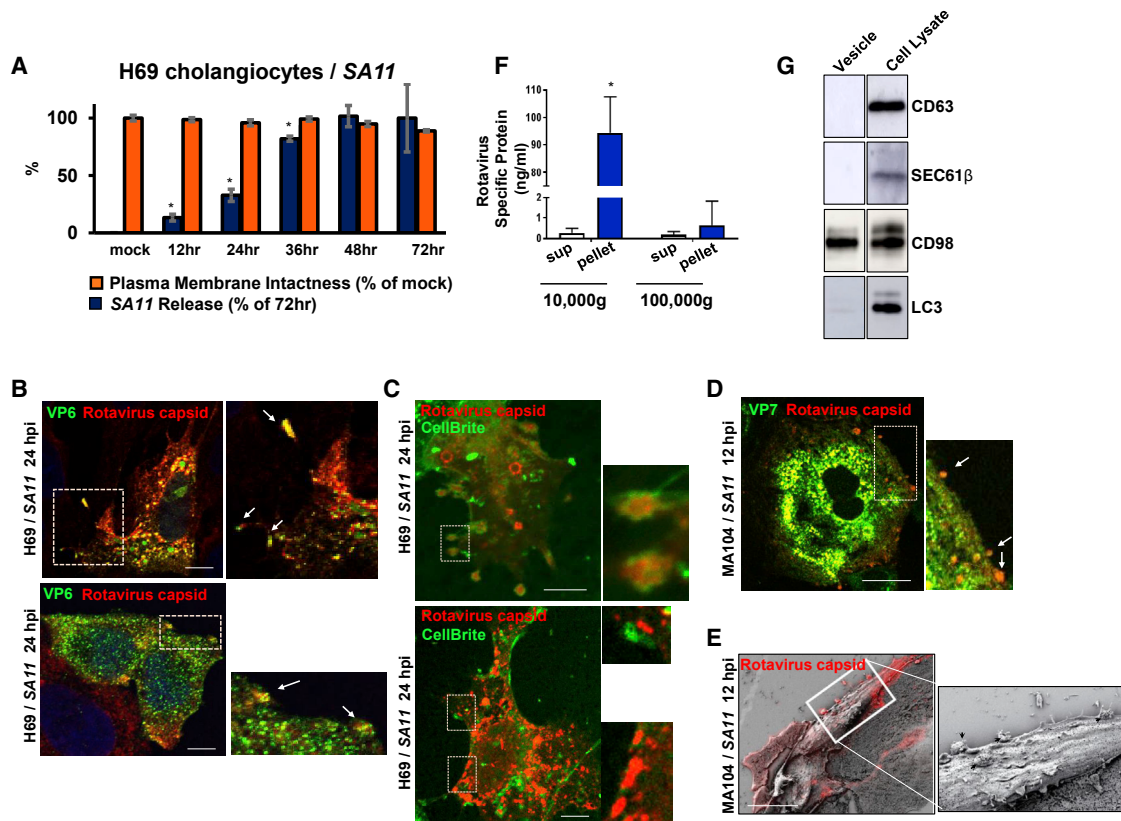 A
H69 cholangiocytes / SA11
%
100
50
0
*
*
*
mock 12hr 24hr 36hr 48hr 72hr
Plasma Membrane Intactness (% of mock)
SA11 Release (% of 72hr)
F
Rotavirus
Specific Protein
(ng/ml)
110
100
90
80
70
2
1
0
*
sup pellet sup pellet
10,000g 100,000g
G
Vesicle
Cell Lysate
CD63
SEC61β
CD98
LC3
B
VP6 Rotavirus capsid
H69 / SA11 24 hpi
VP6 Rotavirus capsid
H69 / SA11 24 hpi
C
Rotavirus capsid
CellBrite
H69 / SA11 24 hpi
Rotavirus capsid
CellBrite
H69 / SA11 24 hpi
D
VP7 Rotavirus capsid
MA104 / SA11 12 hpi
E
Rotavirus capsid
MA104 / SA11 12 hpi